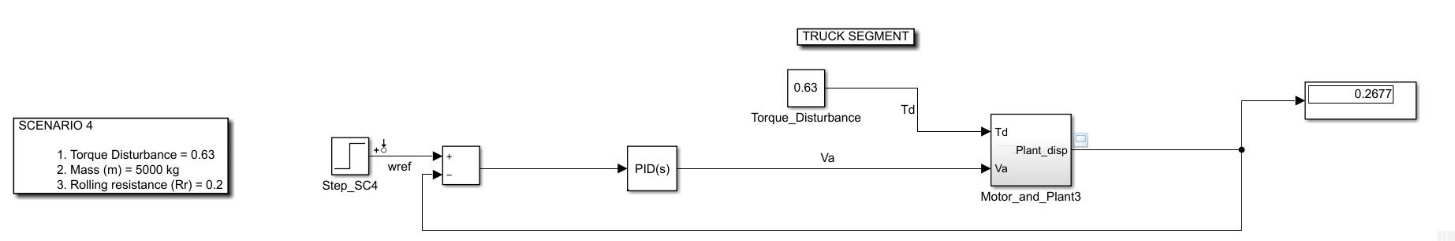 TRUCK SEGMENT
0.63
Torque_Disturbance
Td
0.2677
SCENARIO 4
1. Torque Disturbance = 0.63
2. Mass (m) = 5000 kg
3. Rolling resistance (Rr) = 0.2
Step_SC4
+
wref
+
−
PID(s)
Va
Td
Plant_disp
Va
Motor_and_Plant3